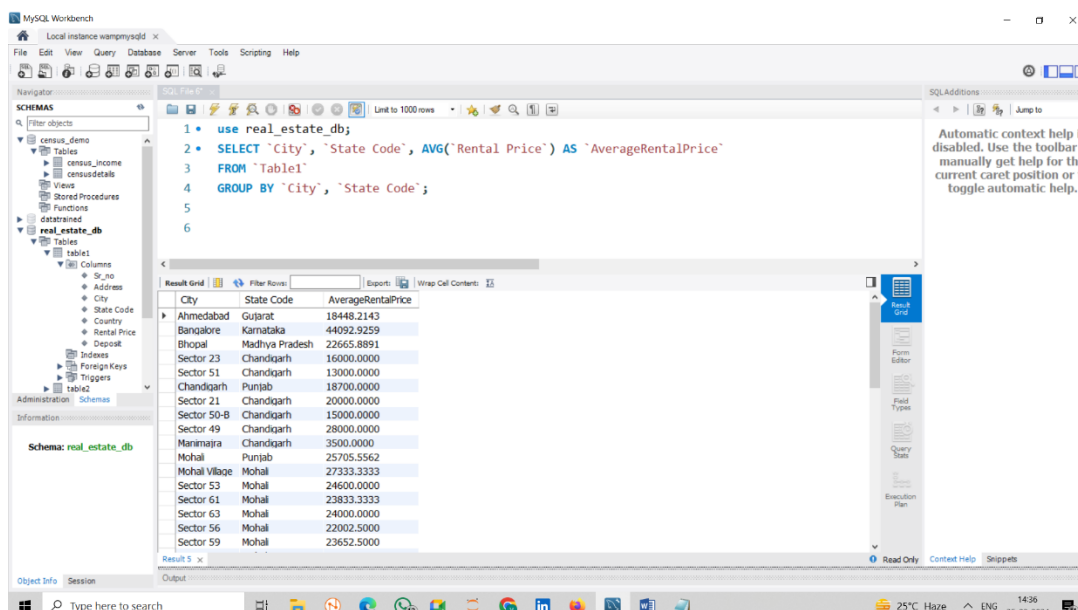 MySQL Workbench
Local instance wampmysqld ×
File Edit View Query Database Server Tools Scripting Help
Navigator
SQL File 6*
SQLAdditions
SCHEMAS
Filter objects
census_demo
Tables
census_income
censusdetails
Views
Stored Procedures
Functions
datatrained
real_estate_db
Tables
table1
Columns
Sr_no
Address
City
State Code
Country
Rental Price
Deposit
Indexes
Foreign Keys
Triggers
table2
Administration Schemas
Information
Schema: real_estate_db
Object Info Session
Limit to 1000 rows
1 use real_estate_db;
2 SELECT `City`, `State Code`, AVG(`Rental Price`) AS `AverageRentalPrice`
3 FROM `Table1`
4 GROUP BY `City`, `State Code`;
5
6
Result Grid Filter Rows: Export: Wrap Cell Content:
City State Code AverageRentalPrice
Ahmedabad Gujarat 18448.2143
Bangalore Karnataka 44092.9259
Bhopal Madhya Pradesh 22665.8891
Sector 23 Chandigarh 16000.0000
Sector 51 Chandigarh 13000.0000
Chandigarh Punjab 18700.0000
Sector 21 Chandigarh 20000.0000
Sector 50-B Chandigarh 15000.0000
Sector 49 Chandigarh 28000.0000
Manimajra Chandigarh 3500.0000
Mohali Punjab 25705.5562
Mohali Village Mohali 27333.3333
Sector 53 Mohali 24600.0000
Sector 61 Mohali 23833.3333
Sector 63 Mohali 24000.0000
Sector 56 Mohali 22002.5000
Sector 59 Mohali 23652.5000
Result 5 ×
Output
Result
Grid
Form
Editor
Field
Types
Query
Stats
Execution
Plan
Read Only
Jump to
Automatic context help
disabled. Use the toolbar
manually get help for th
current caret position or
toggle automatic help.
Context Help Snippets
Type here to search
25°C Haze ENG 14:36